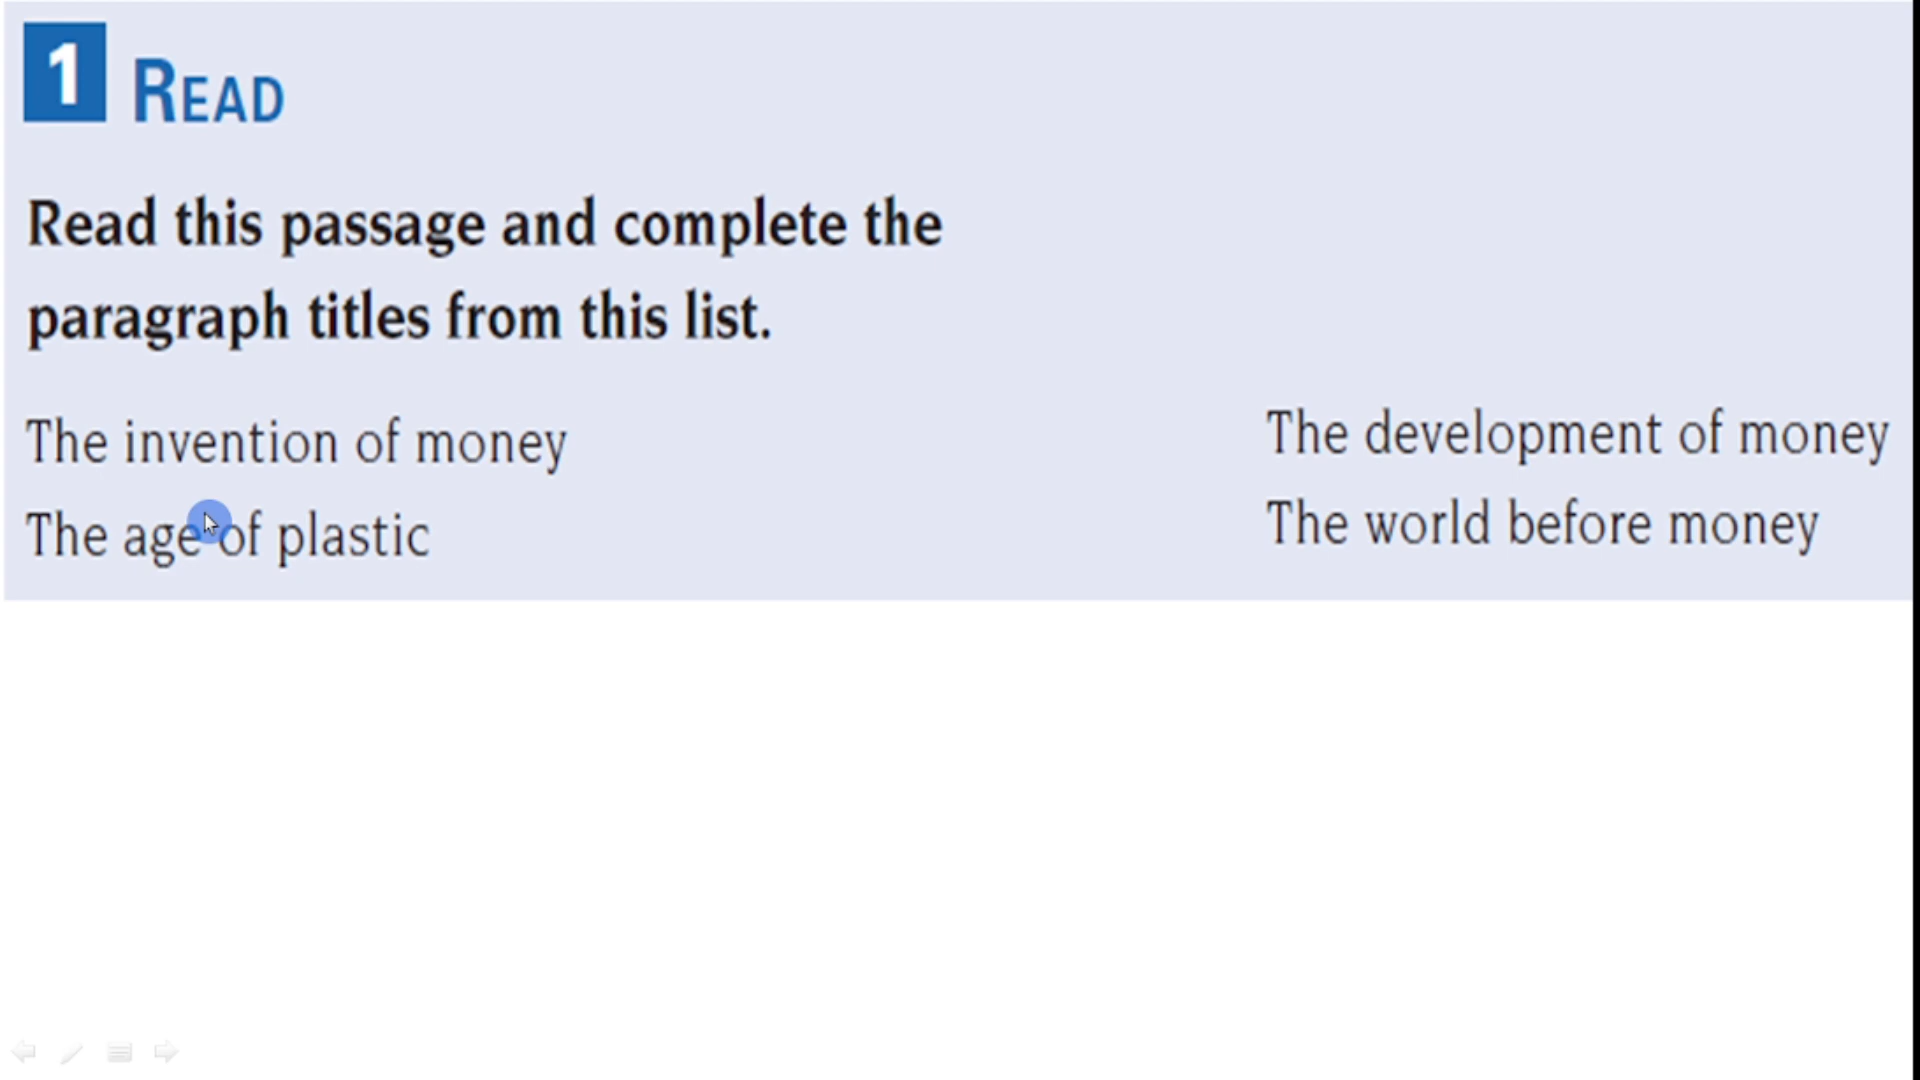 1 READ
Read this passage and complete the
paragraph titles from this list.
The invention of money
The development of money
The age of plastic
The world before money